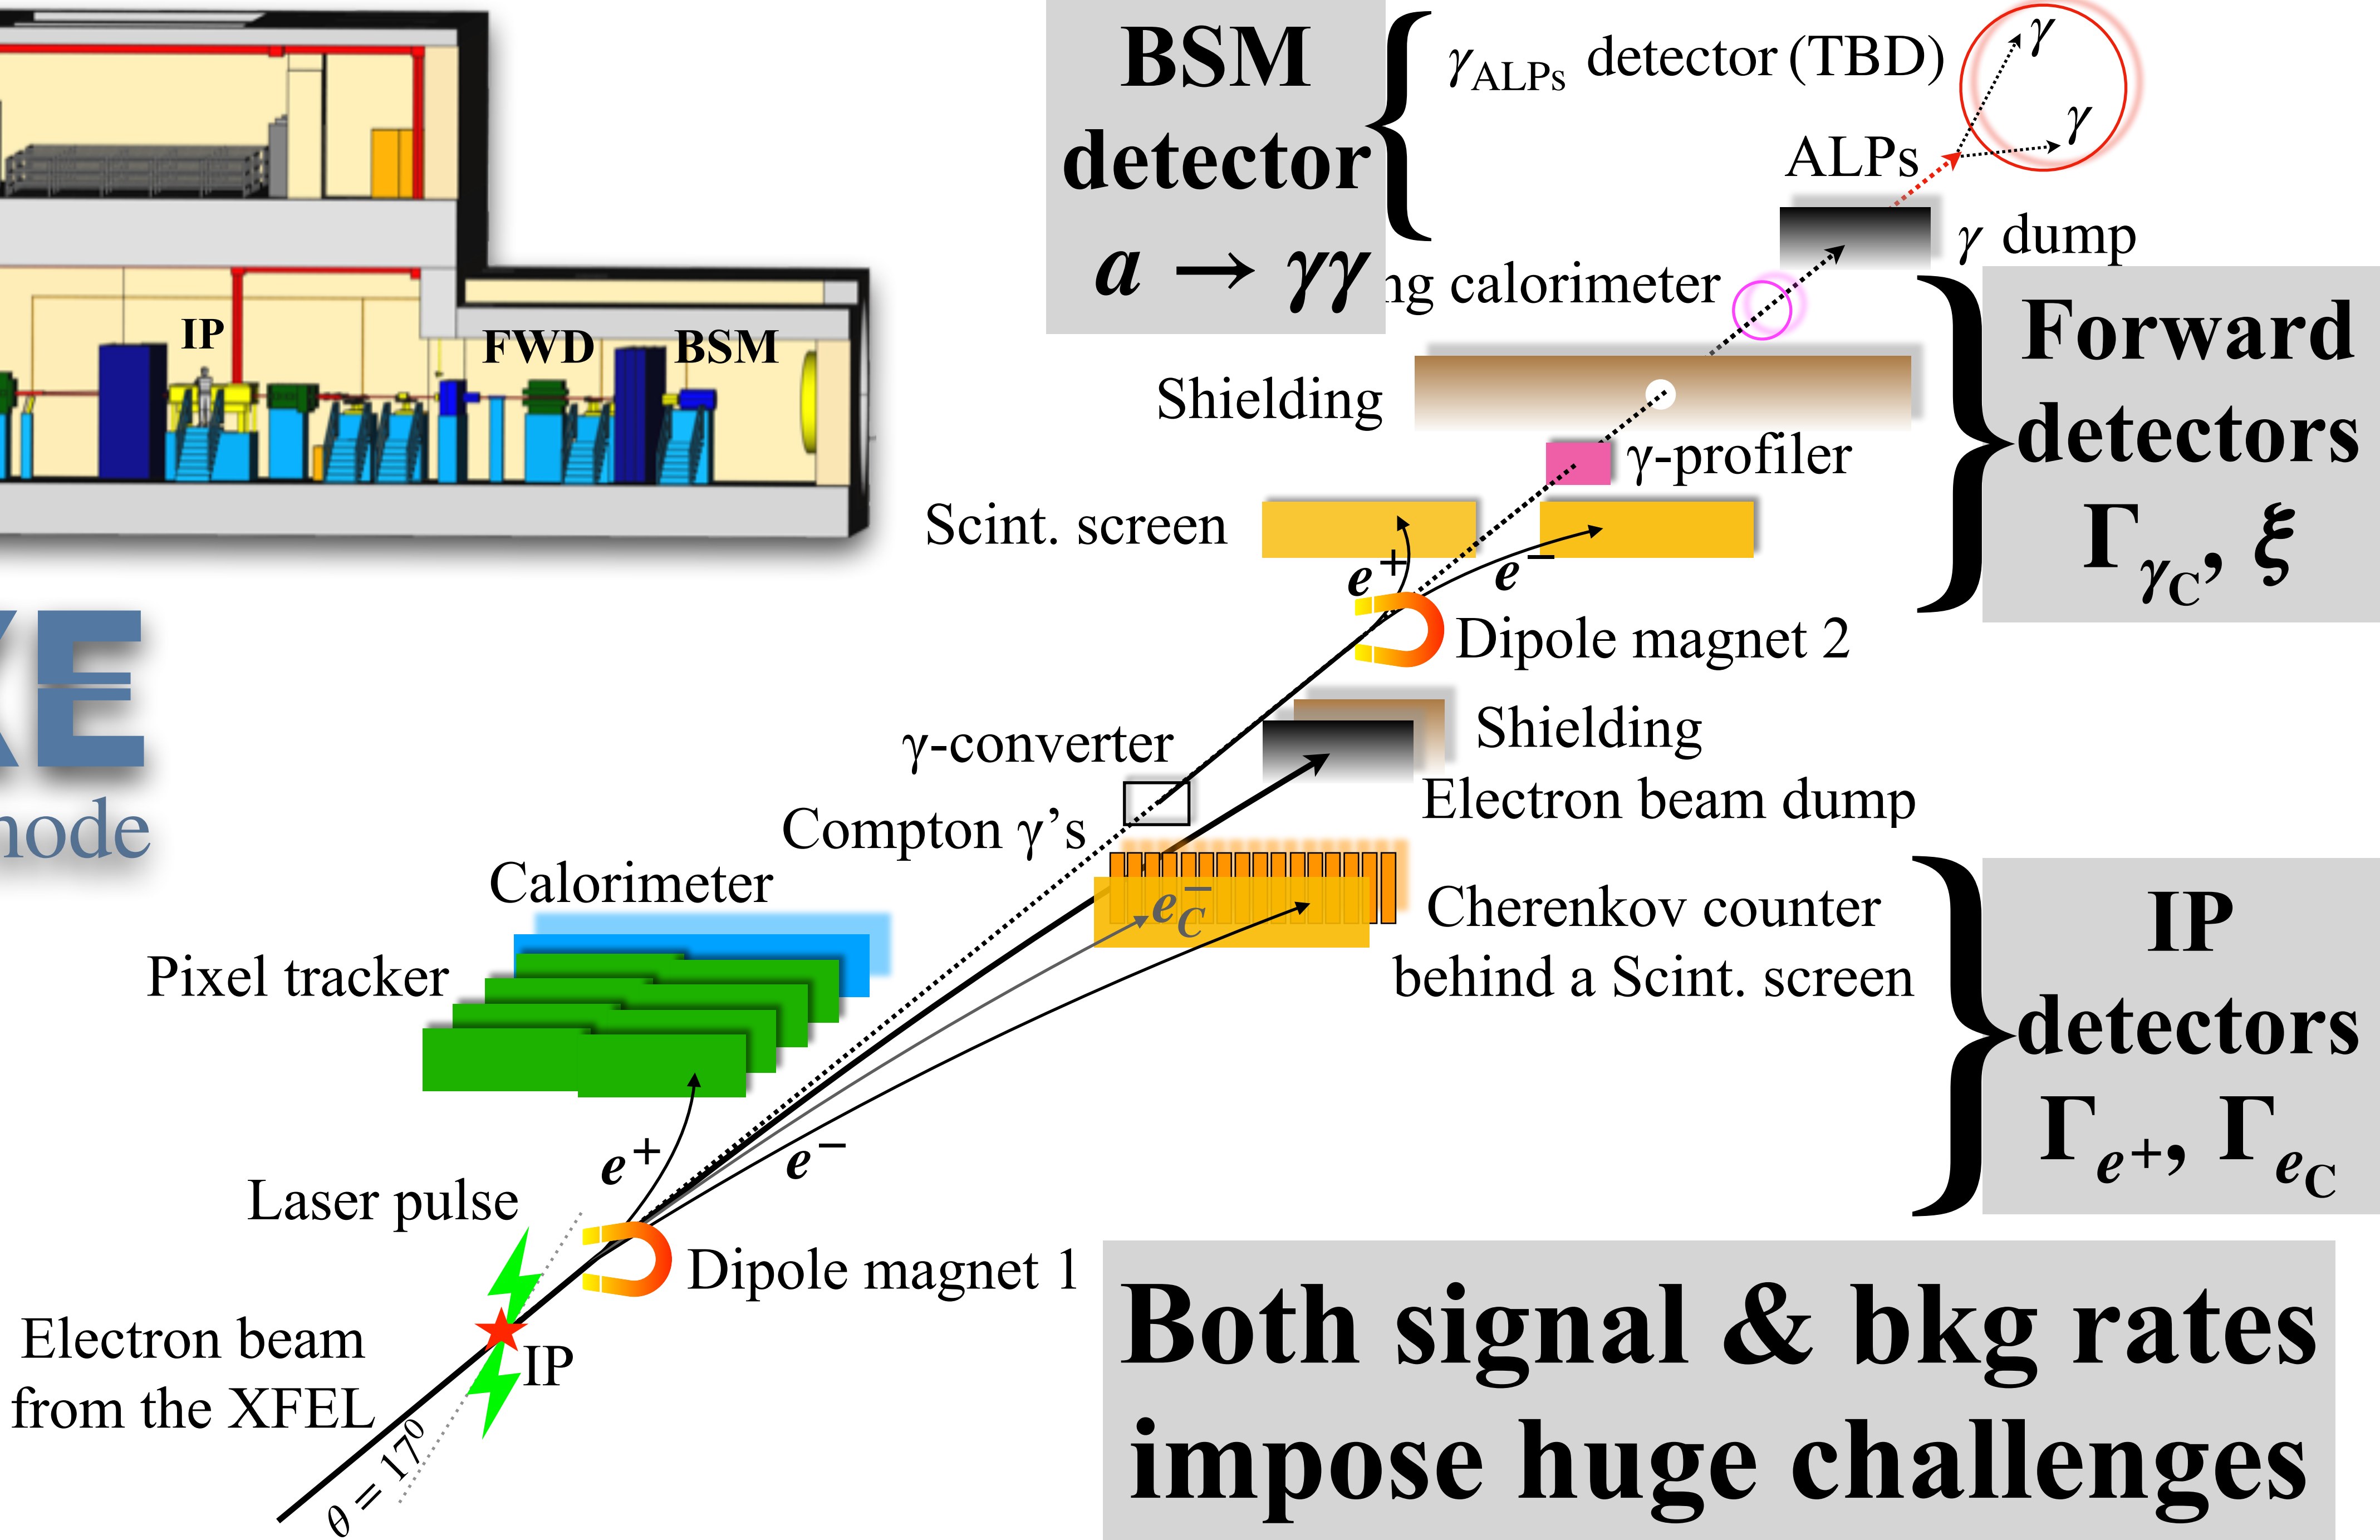 IP
FWD
BSM
BSM
detector
a → γγ
γALPs detector (TBD)
γ
γ
ALPs
γ dump
calorimeter
Shielding
γ-profiler
Scint. screen
e+
e−
Dipole magnet 2
Forward
detectors
ΓγC, ξ
γ-converter
Shielding
Electron beam dump
Compton γ’s
Calorimeter
Pixel tracker
eC−
Cherenkov counter
behind a Scint. screen
IP
detectors
Γe+, ΓeC
e+
e−
Laser pulse
Dipole magnet 1
Electron beam
from the XFEL
IP
θ = 17⁰
Both signal & bkg rates
impose huge challenges